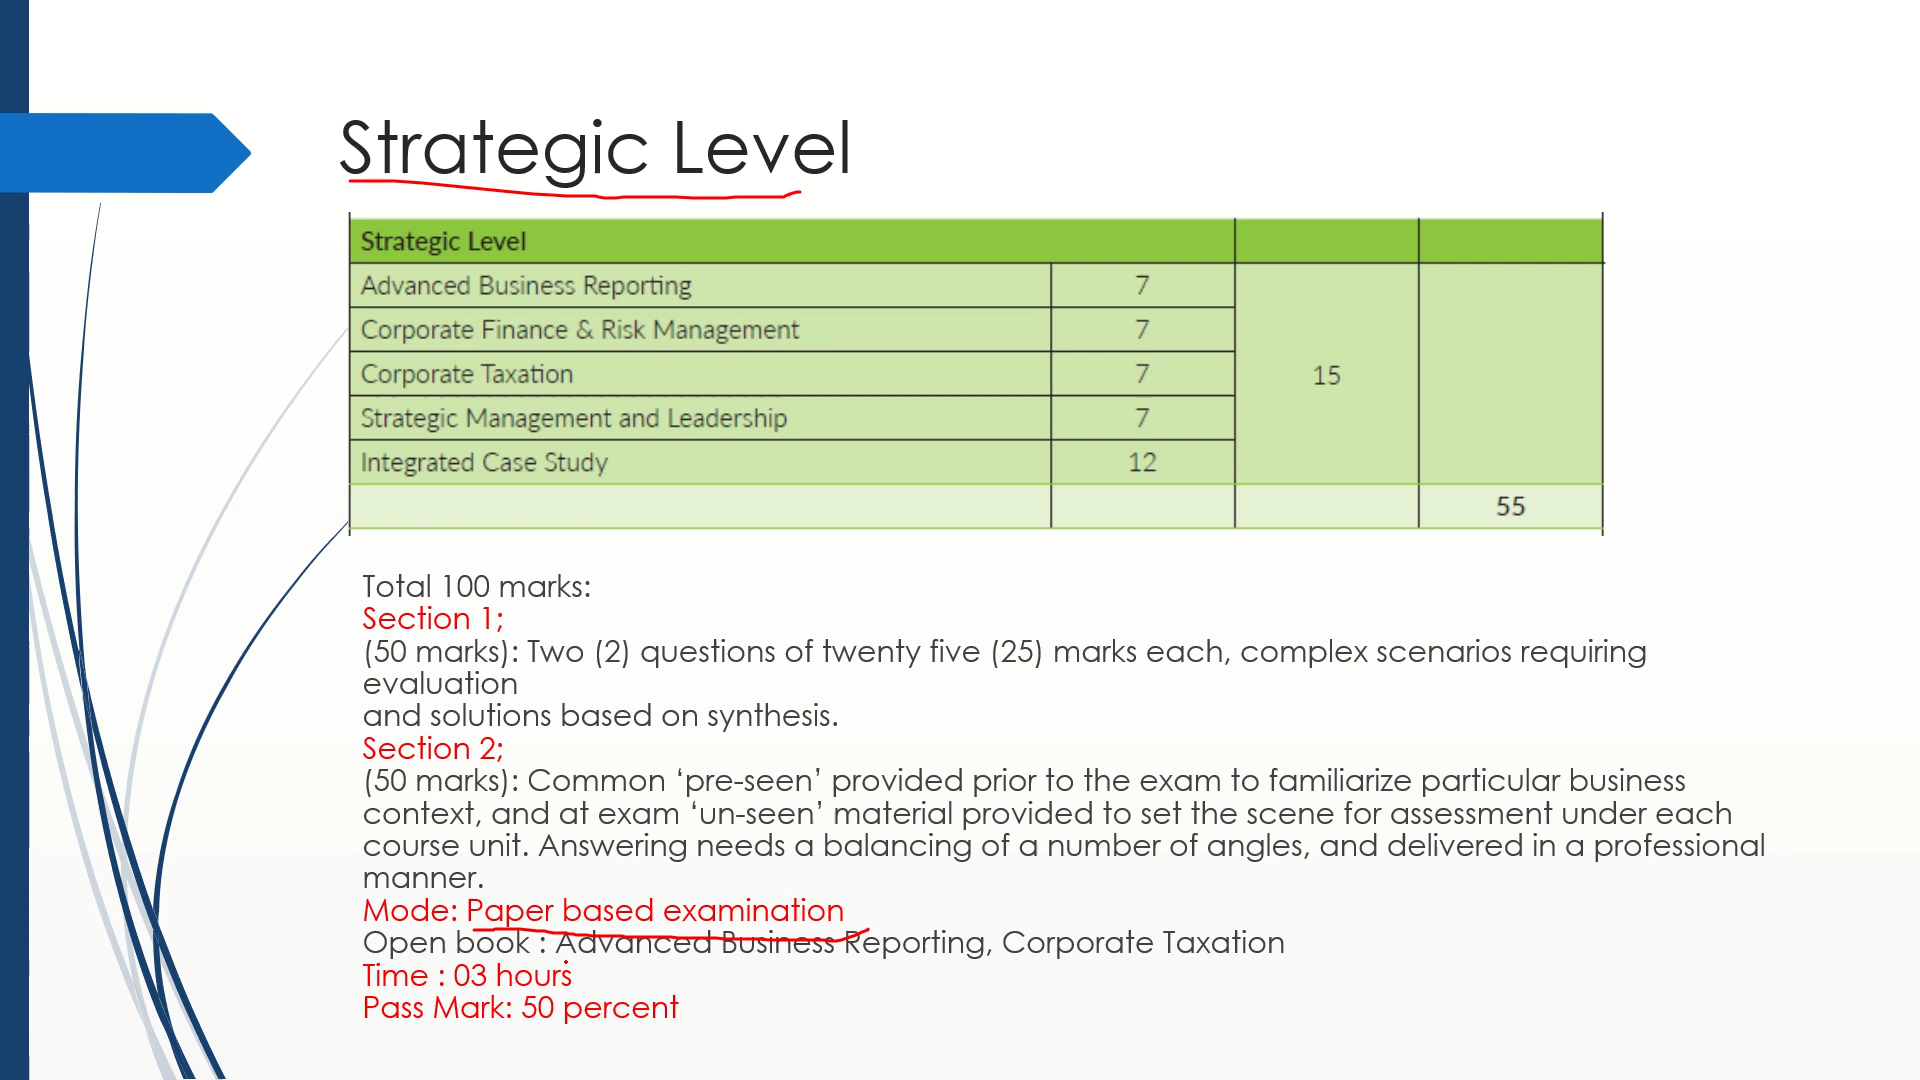 Strategic Level
Strategic Level
Advanced Business Reporting 7
Corporate Finance & Risk Management 7
Corporate Taxation 7 15
Strategic Management and Leadership 7
Integrated Case Study 12
55
Total 100 marks:
Section 1;
(50 marks): Two (2) questions of twenty five (25) marks each, complex scenarios requiring
evaluation
and solutions based on synthesis.
Section 2;
(50 marks): Common ‘pre-seen’ provided prior to the exam to familiarize particular business
context, and at exam ‘un-seen’ material provided to set the scene for assessment under each
course unit. Answering needs a balancing of a number of angles, and delivered in a professional
manner.
Mode: Paper based examination
Open book : Advanced Business Reporting, Corporate Taxation
Time : 03 hours
Pass Mark: 50 percent